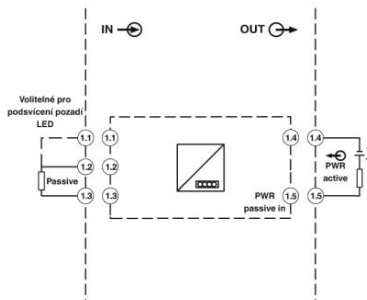 IN
OUT
Volitelné pro
podsvícení pozadí
LED
1.1
1.1
1.4
1.4
1.2
1.2
PWR
active
Passive
1.3
1.3
PWR
passive in
1.5
1.5